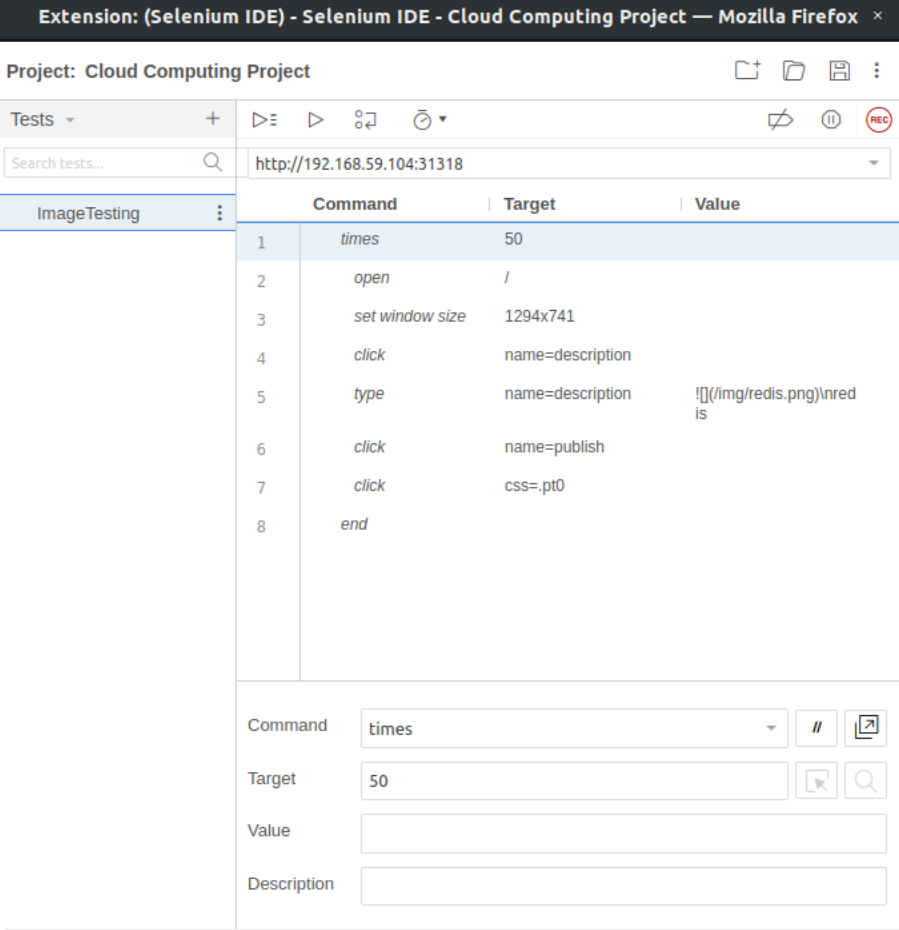 Extension: (Selenium IDE) - Selenium IDE - Cloud Computing Project — Mozilla Firefox ×
Project: Cloud Computing Project
Tests
REC
Search tests...
http://192.168.59.104:31318
ImageTesting
Command Target Value
1 times 50
2 open /
3 set window size 1294x741
4 click name=description
5 type name=description ![](/img/redis.png)\nred
is
6 click name=publish
7 click css=.pt0
8 end
Command times //
Target 50
Value
Description